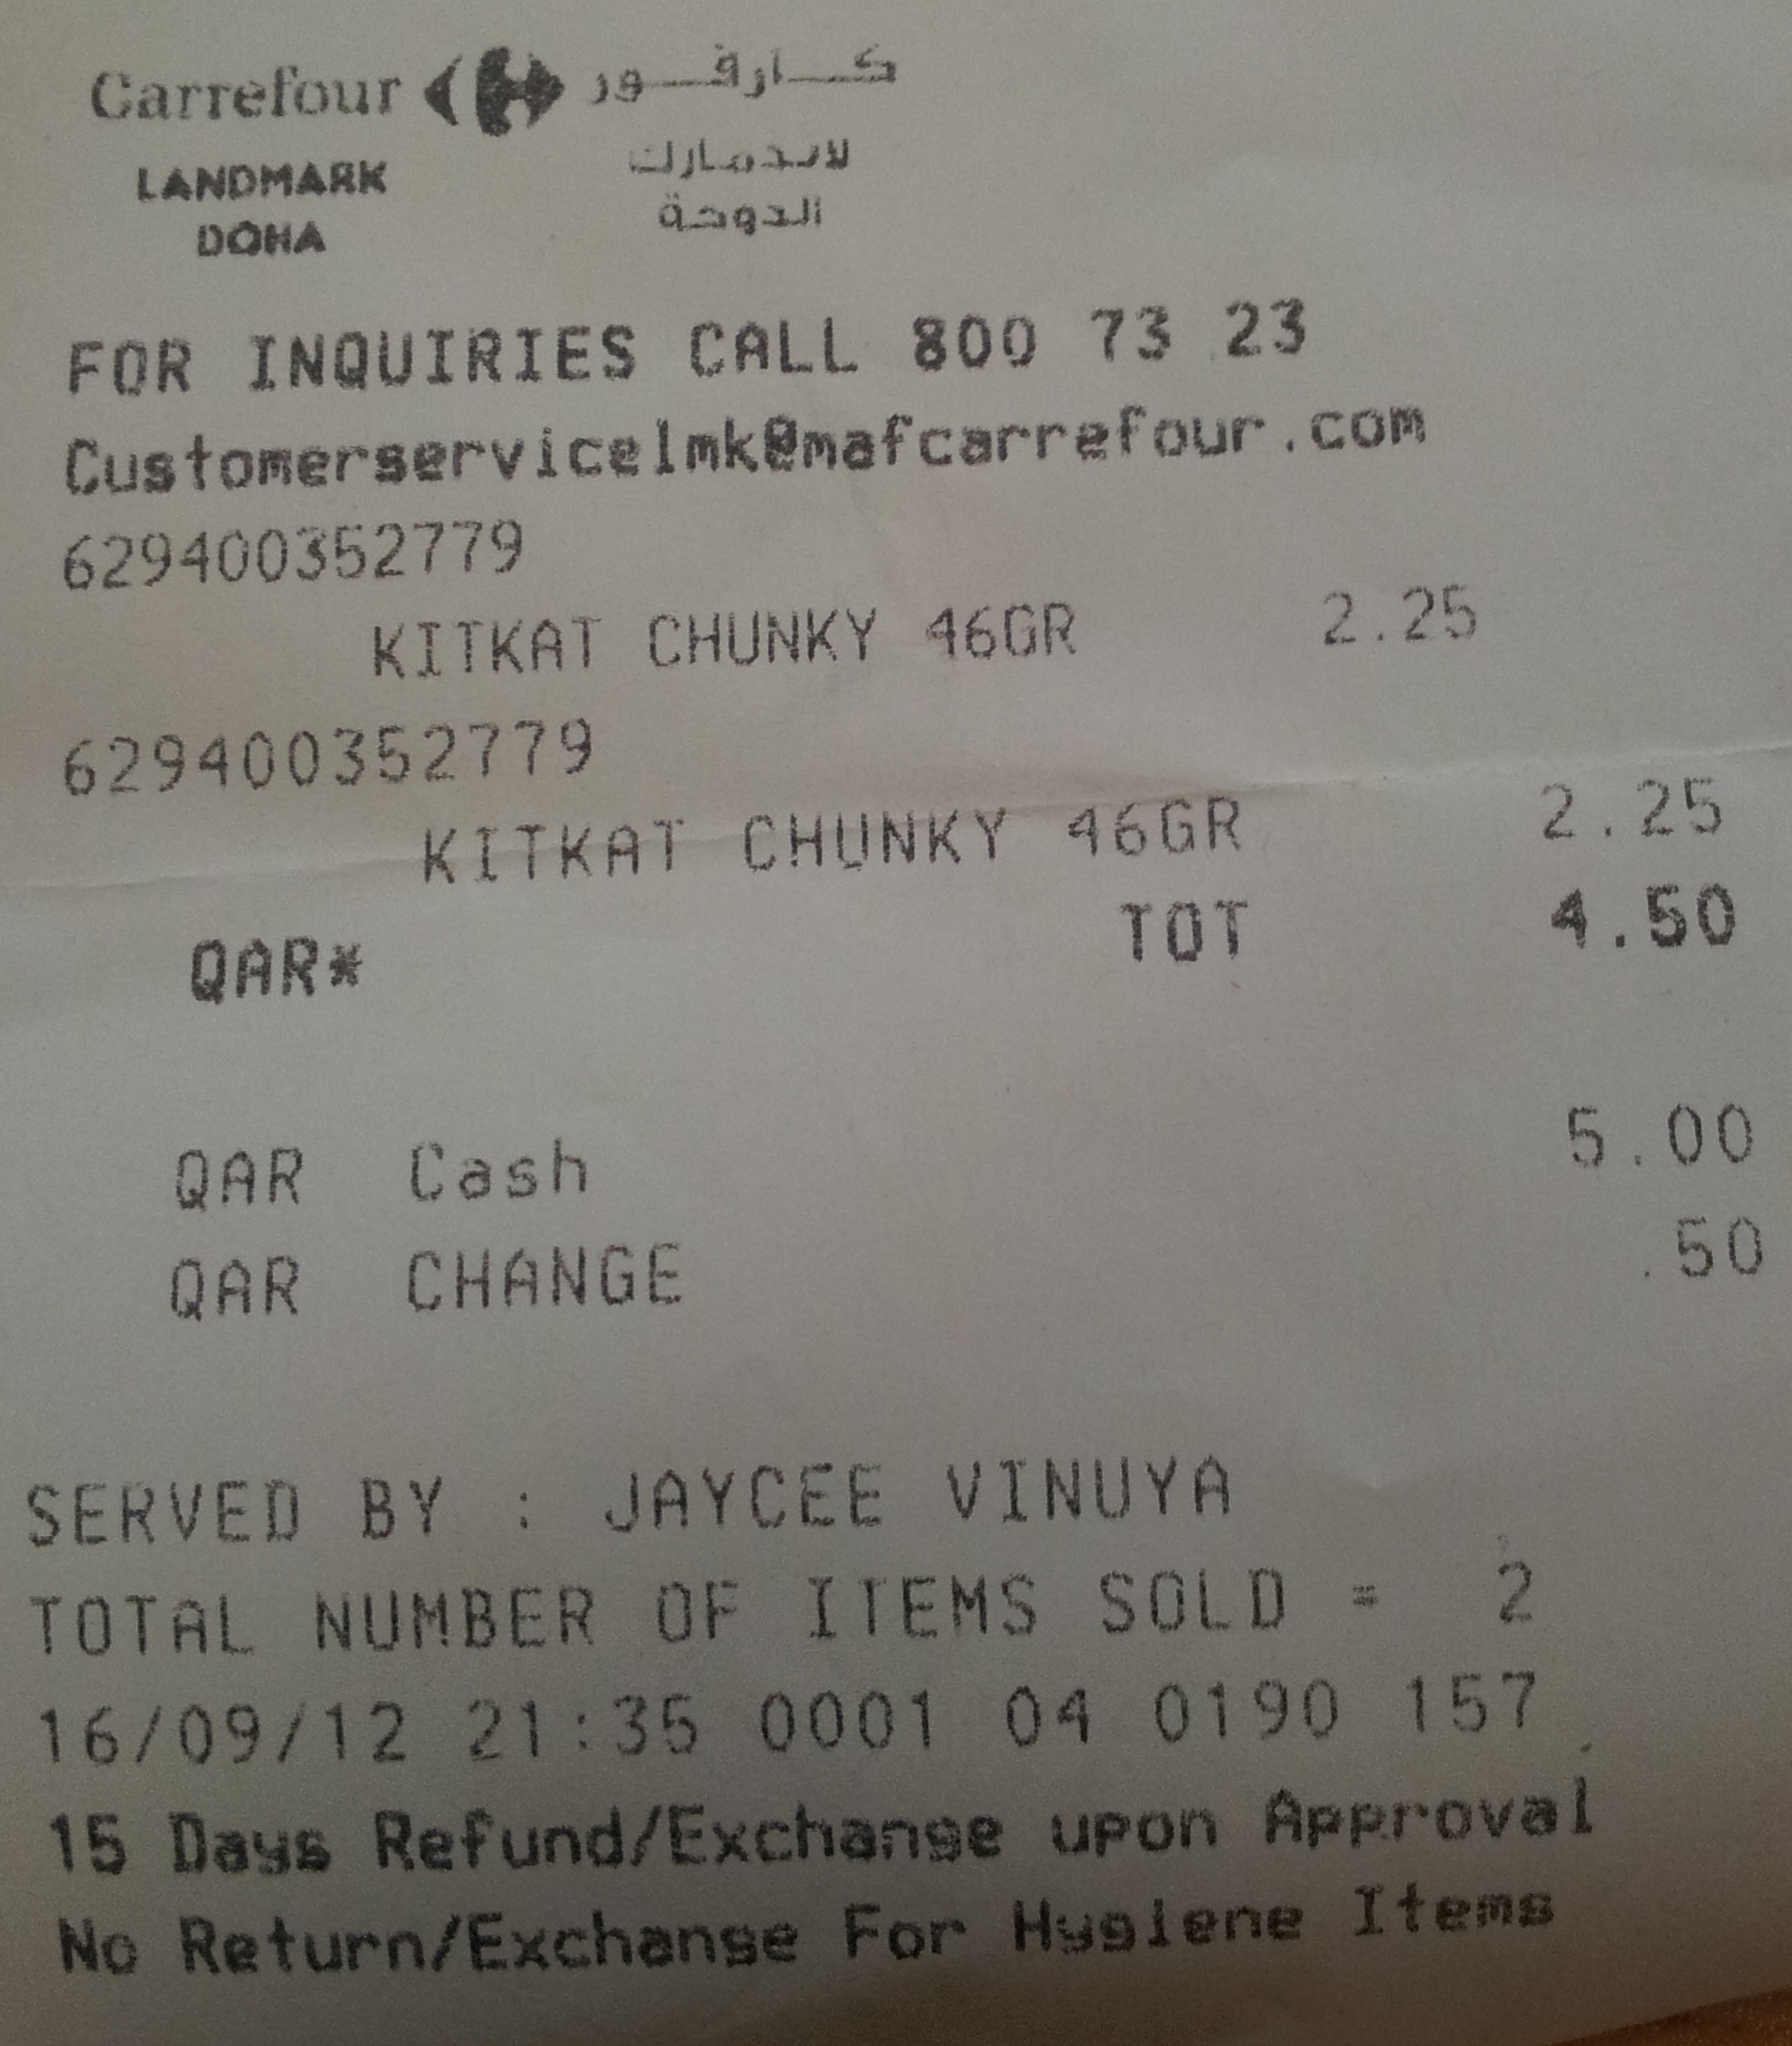 Carrefour كارفور
LANDMARK لاندمارك
DOHA الدوحة
FOR INQUIRIES CALL 800 73 23
Customerservicelmk@mafcarrefour.com
629400352779
KITKAT CHUNKY 46GR 2.25
629400352779
KITKAT CHUNKY 46GR 2.25
QAR* TOT 4.50
QAR Cash 5.00
QAR CHANGE .50
SERVED BY : JAYCEE VINUYA
TOTAL NUMBER OF ITEMS SOLD = 2
16/09/12 21:35 0001 04 0190 157
15 Days Refund/Exchange upon Approval
No Return/Exchange For Hygiene Items